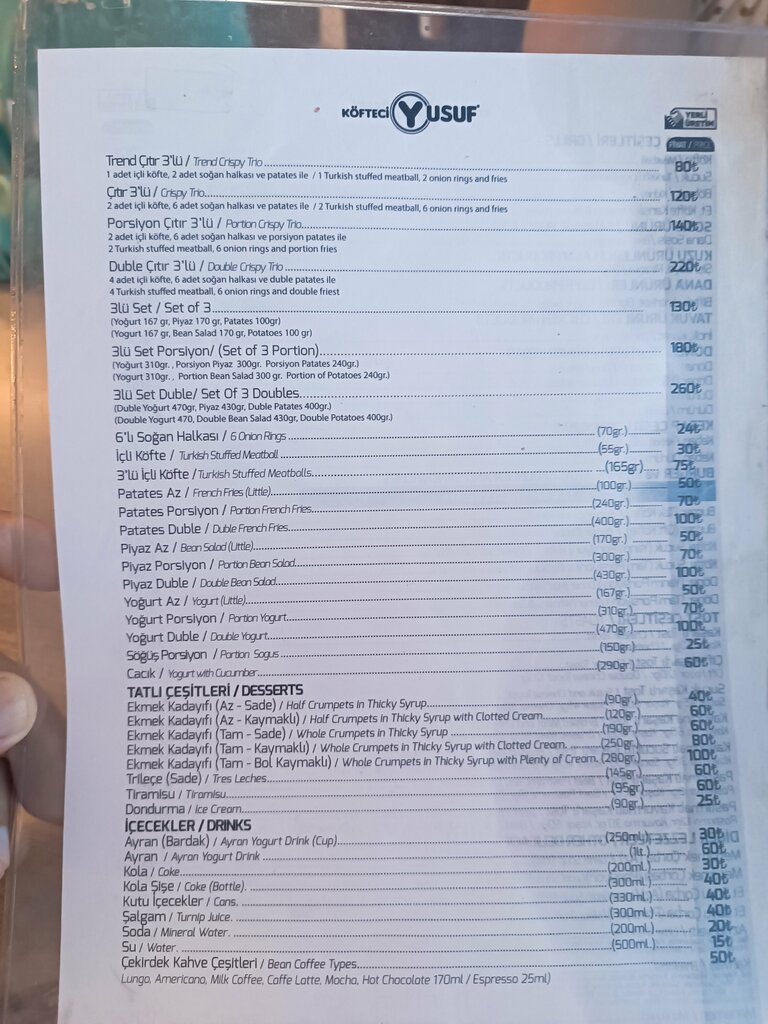 KÖFTECİ YUSUF
YERLİ ÜRETİM
FİYAT / PRICE
Trend Çıtır 3'lü / Trend Crispy Trio 80₺
1 adet içli köfte, 2 adet soğan halkası ve patates ile / 1 Turkish stuffed meatball, 2 onion rings and fries
Çıtır 3'lü / Crispy Trio 120₺
2 adet içli köfte, 6 adet soğan halkası ve patates ile / 2 Turkish stuffed meatball, 6 onion rings and fries
Porsiyon Çıtır 3'lü / Portion Crispy Trio 140₺
2 adet içli köfte, 6 adet soğan halkası ve porsiyon patates ile
2 Turkish stuffed meatball, 6 onion rings and portion fries
Duble Çıtır 3'lü / Double Crispy Trio 220₺
4 adet içli köfte, 6 adet soğan halkası ve duble patates ile
4 Turkish stuffed meatball, 6 onion rings and double friest
3lü Set / Set of 3 130₺
(Yoğurt 167 gr, Piyaz 170 gr, Patates 100gr)
(Yogurt 167 gr, Bean Salad 170 gr, Potatoes 100 gr)
3lü Set Porsiyon/ (Set of 3 Portion) 180₺
(Yoğurt 310gr. , Porsiyon Piyaz 300gr. Porsiyon Patates 240gr.)
(Yogurt 310gr. , Portion Bean Salad 300 gr. Portion of Potatoes 240gr.)
3lü Set Duble/ Set Of 3 Doubles 260₺
(Duble Yoğurt 470gr, Piyaz 430gr, Duble Patates 400gr.)
(Double Yogurt 470, Double Bean Salad 430gr, Double Potatoes 400gr.)
6'lı Soğan Halkası / 6 Onion Rings (70gr.) 24₺
İçli Köfte / Turkish Stuffed Meatball (55gr.) 30₺
3'lü İçli Köfte /Turkish Stuffed Meatballs (165gr) 75₺
Patates Az / French Fries (Little) (100gr.) 50₺
Patates Porsiyon / Portion French Fries (240gr.) 70₺
Patates Duble / Duble French Fries (400gr.) 100₺
Piyaz Az / Bean Salad (Little) (170gr.) 50₺
Piyaz Porsiyon / Portion Bean Salad (300gr.) 70₺
Piyaz Duble / Double Bean Salad (430gr.) 100₺
Yoğurt Az / Yogurt (Little) (167gr.) 50₺
Yoğurt Porsiyon / Portion Yogurt (310gr.) 70₺
Yoğurt Duble / Double Yogurt (470gr.) 100₺
Söğüş Porsiyon / Portion Sogus (150gr.) 25₺
Cacık / Yogurt with Cucumber (290gr.) 60₺
TATLI ÇEŞİTLERİ / DESSERTS
Ekmek Kadayıfı (Az - Sade) / Half Crumpets in Thicky Syrup (90gr.) 40₺
Ekmek Kadayıfı (Az - Kaymaklı) / Half Crumpets in Thicky Syrup with Clotted Cream (120gr.) 60₺
Ekmek Kadayıfı (Tam - Sade) / Whole Crumpets in Thicky Syrup (190gr.) 60₺
Ekmek Kadayıfı (Tam - Kaymaklı) / Whole Crumpets in Thicky Syrup with Clotted Cream. (250gr.) 80₺
Ekmek Kadayıfı (Tam - Bol Kaymaklı) / Whole Crumpets in Thicky Syrup with Plenty of Cream. (280gr.) 100₺
Trileçe (Sade) / Tres Leches (145gr.) 60₺
Tiramisu / Tiramisu (95gr) 60₺
Dondurma / Ice Cream (90gr.) 25₺
İÇECEKLER / DRINKS
Ayran (Bardak) / Ayran Yogurt Drink (Cup) (250ml.) 30₺
Ayran / Ayran Yogurt Drink (1lt.) 60₺
Kola / Coke (200ml.) 30₺
Kola Şişe / Coke (Bottle). (300ml.) 40₺
Kutu İçecekler / Cans. (330ml.) 40₺
Şalgam / Turnip Juice. (300ml.) 40₺
Soda / Mineral Water. (200ml.) 20₺
Su / Water. (500ml.) 15₺
Çekirdek Kahve Çeşitleri / Bean Coffee Types 50₺
Lungo, Americano, Milk Coffee, Caffe Latte, Mocha, Hot Chocolate 170ml / Espresso 25ml)